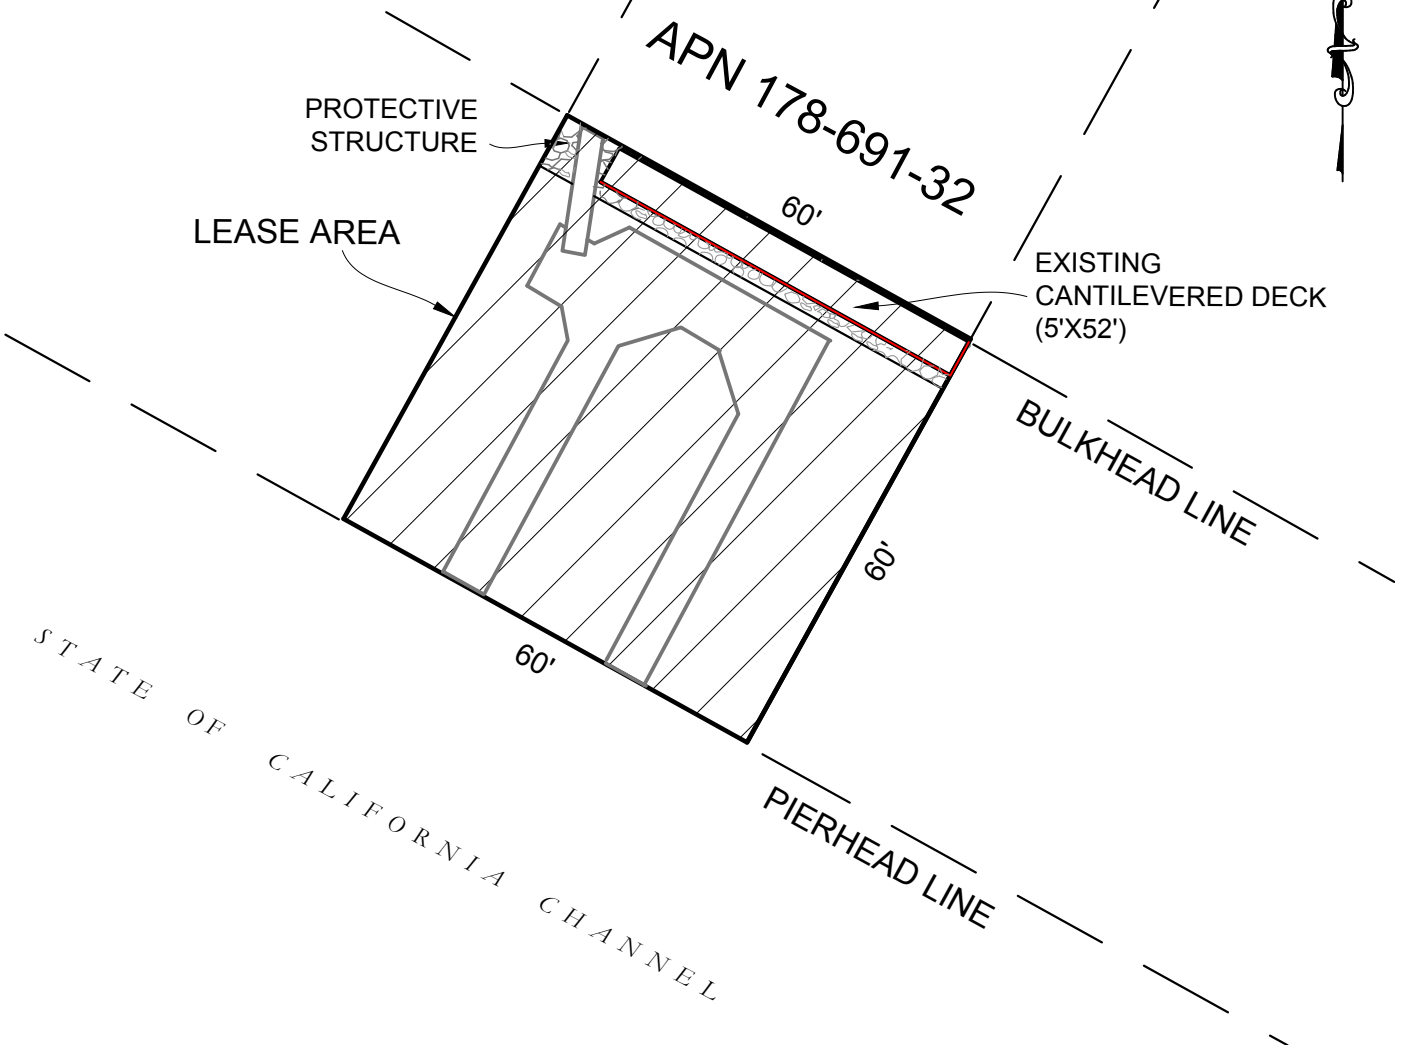 APN 178-691-32
PROTECTIVE
STRUCTURE
60'
LEASE AREA
EXISTING
CANTILEVERED DECK
(5'X52')
BULKHEAD LINE
60'
60'
STATE OF CALIFORNIA CHANNEL
PIERHEAD LINE